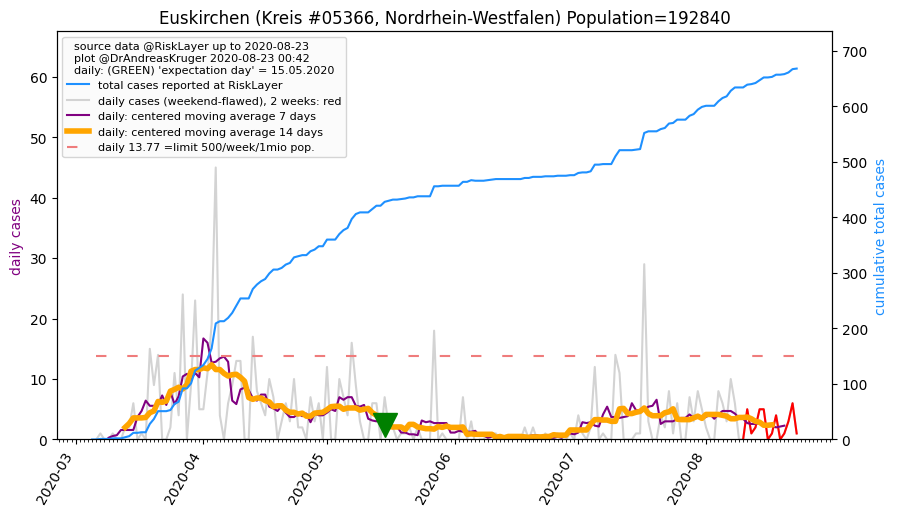 Euskirchen (Kreis #05366, Nordrhein-Westfalen) Population=192840
source data @RiskLayer up to 2020-08-23
plot @DrAndreasKruger 2020-08-23 00:42
daily: (GREEN) 'expectation day' = 15.05.2020
total cases reported at RiskLayer
daily cases (weekend-flawed), 2 weeks: red
daily: centered moving average 7 days
daily: centered moving average 14 days
daily 13.77 =limit 500/week/1mio pop.
daily cases
60
50
40
30
20
10
0
700
600
500
400
300
200
100
0
cumulative total cases
2020-03
2020-04
2020-05
2020-06
2020-07
2020-08